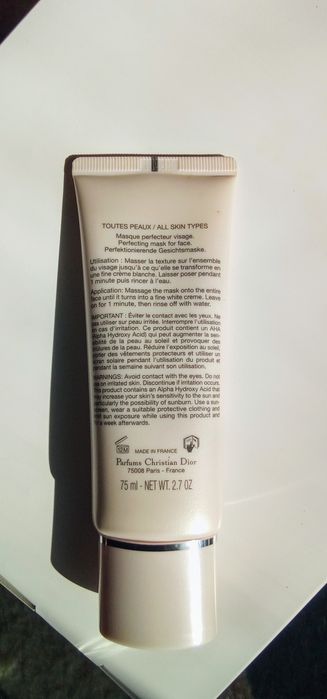 TOUTES PEAUX / ALL SKIN TYPES
Masque perfecteur visage.
Perfecting mask for face.
Perfektionierende Gesichtsmaske.
Utilisation : Masser la texture sur l'ensemble
du visage jusqu'à ce qu'elle se transforme en
une fine crème blanche. Laisser poser pendant
1 minute puis rincer à l'eau.
Application: Massage the mask onto the entire
face until it turns into a fine white creme. Leave
on for 1 minute, then rinse off with water.
IMPORTANT : Éviter le contact avec les yeux. Ne
pas utiliser sur peau irritée. Interrompre l'utilisation
en cas d'irritation. Ce produit contient un AHA
(Alpha Hydroxy Acid) qui peut augmenter la sen-
sibilité de la peau au soleil et provoquer des
brûlures de la peau. Réduire l'exposition au soleil,
porter des vêtements protecteurs et utiliser un
écran solaire pendant l'utilisation du produit et
pendant la semaine suivant son utilisation.
WARNINGS: Avoid contact with the eyes. Do not
use on irritated skin. Discontinue if irritation occurs.
This product contains an Alpha Hydroxy Acid that
may increase your skin's sensitivity to the sun and
particularly the possibility of sunburn. Use a sun-
screen, wear a suitable protective clothing and
limit sun exposure while using this product and
for a week afterwards.
12M MADE IN FRANCE
Parfums Christian Dior
75008 Paris - France
75 ml - NET WT. 2.7 OZ